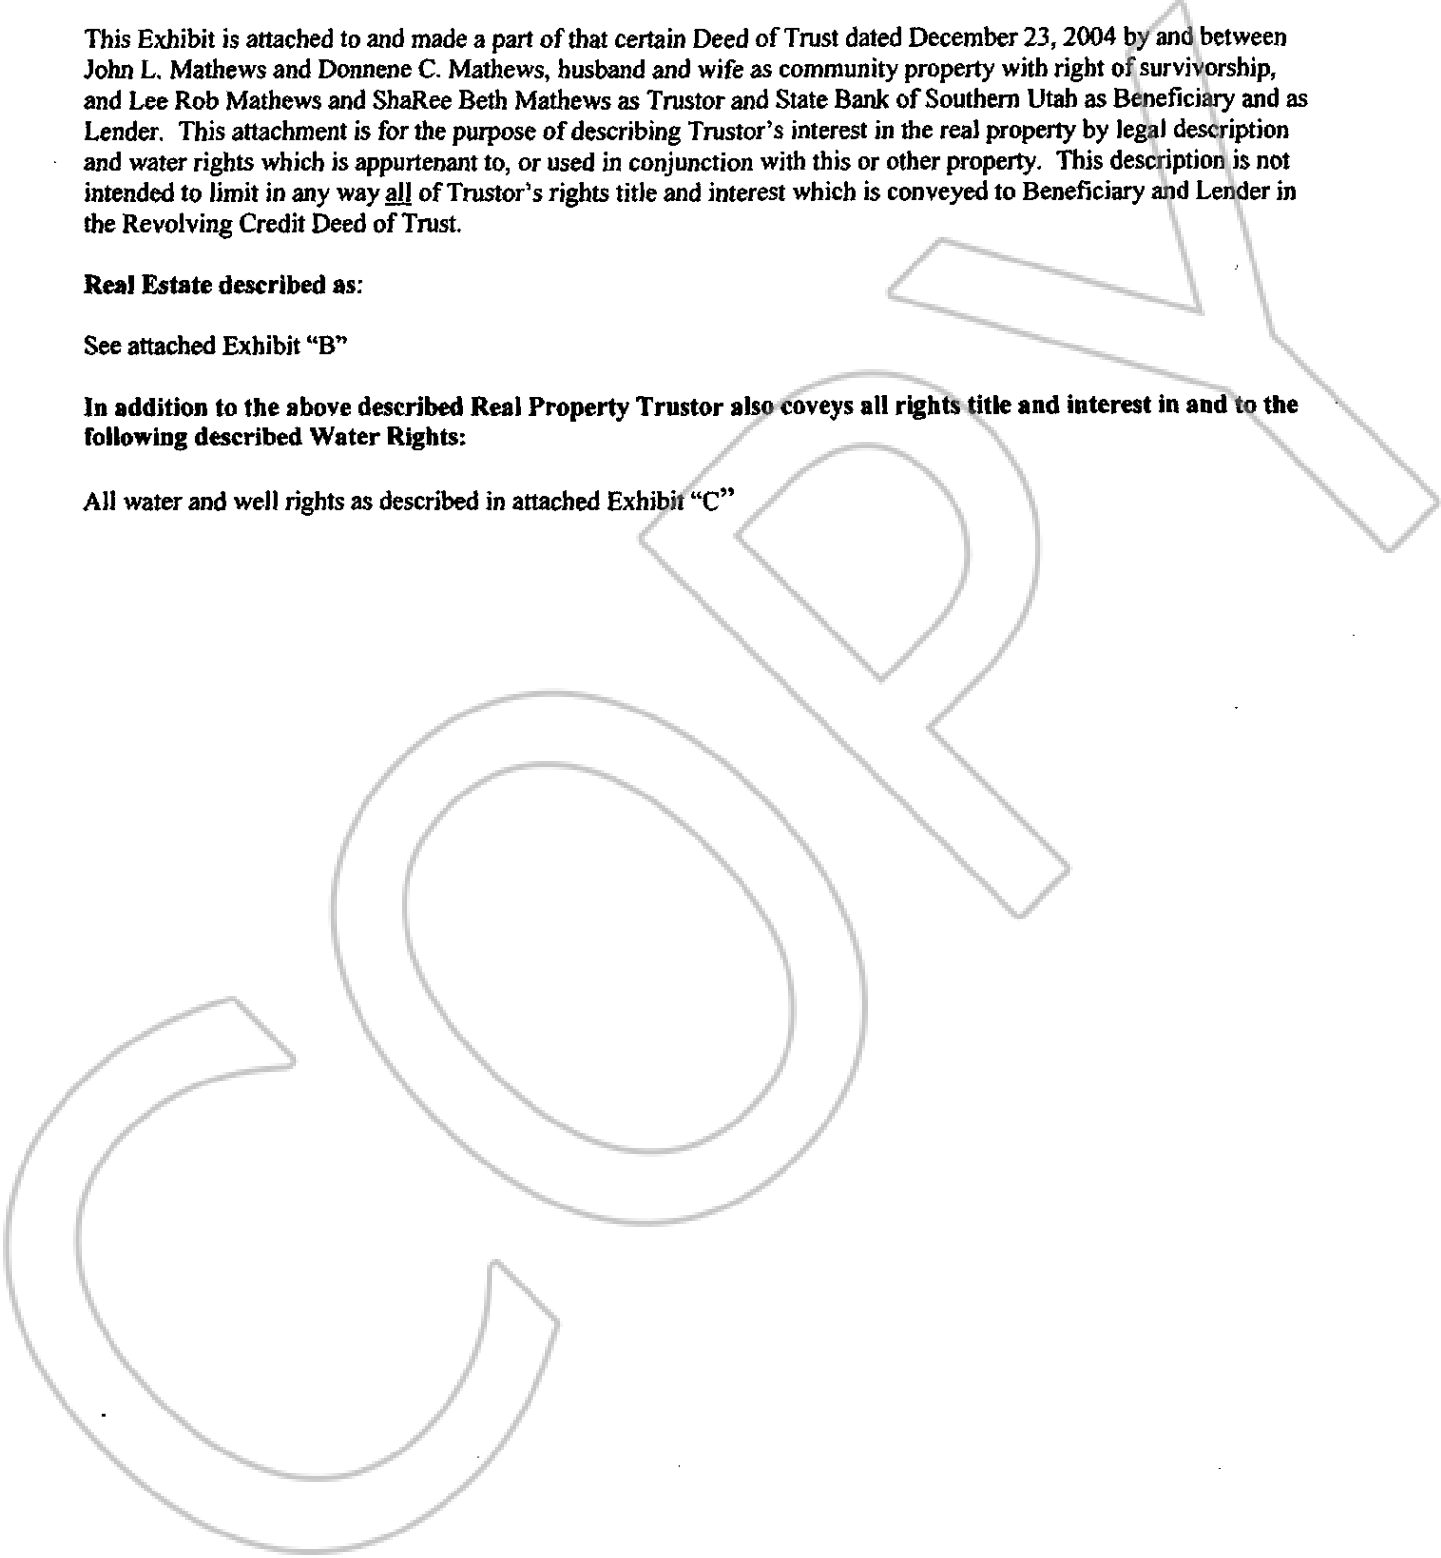 This Exhibit is attached to and made a part of that certain Deed of Trust dated December 23, 2004 by and between
John L. Mathews and Donnene C. Mathews, husband and wife as community property with right of survivorship,
and Lee Rob Mathews and ShaRee Beth Mathews as Trustor and State Bank of Southern Utah as Beneficiary and as
Lender. This attachment is for the purpose of describing Trustor's interest in the real property by legal description
and water rights which is appurtenant to, or used in conjunction with this or other property. This description is not
intended to limit in any way all of Trustor's rights title and interest which is conveyed to Beneficiary and Lender in
the Revolving Credit Deed of Trust.
Real Estate described as:
See attached Exhibit “B”
In addition to the above described Real Property Trustor also coveys all rights title and interest in and to the
following described Water Rights:
All water and well rights as described in attached Exhibit “C”
COPY